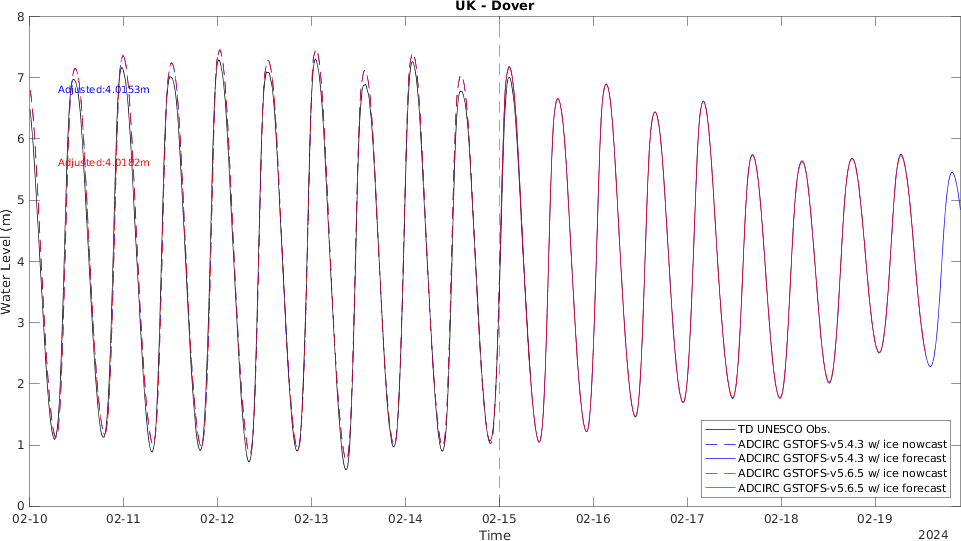 UK - Dover
8
7
6
5
4
3
2
1
0
Water Level (m)
Adjusted:4.0153m
Adjusted:4.0182m
TD UNESCO Obs.
ADCIRC GSTOFS-v5.4.3 w/ ice nowcast
ADCIRC GSTOFS-v5.4.3 w/ ice forecast
ADCIRC GSTOFS-v5.6.5 w/ ice nowcast
ADCIRC GSTOFS-v5.6.5 w/ ice forecast
02-10 02-11 02-12 02-13 02-14 02-15 02-16 02-17 02-18 02-19
Time
2024